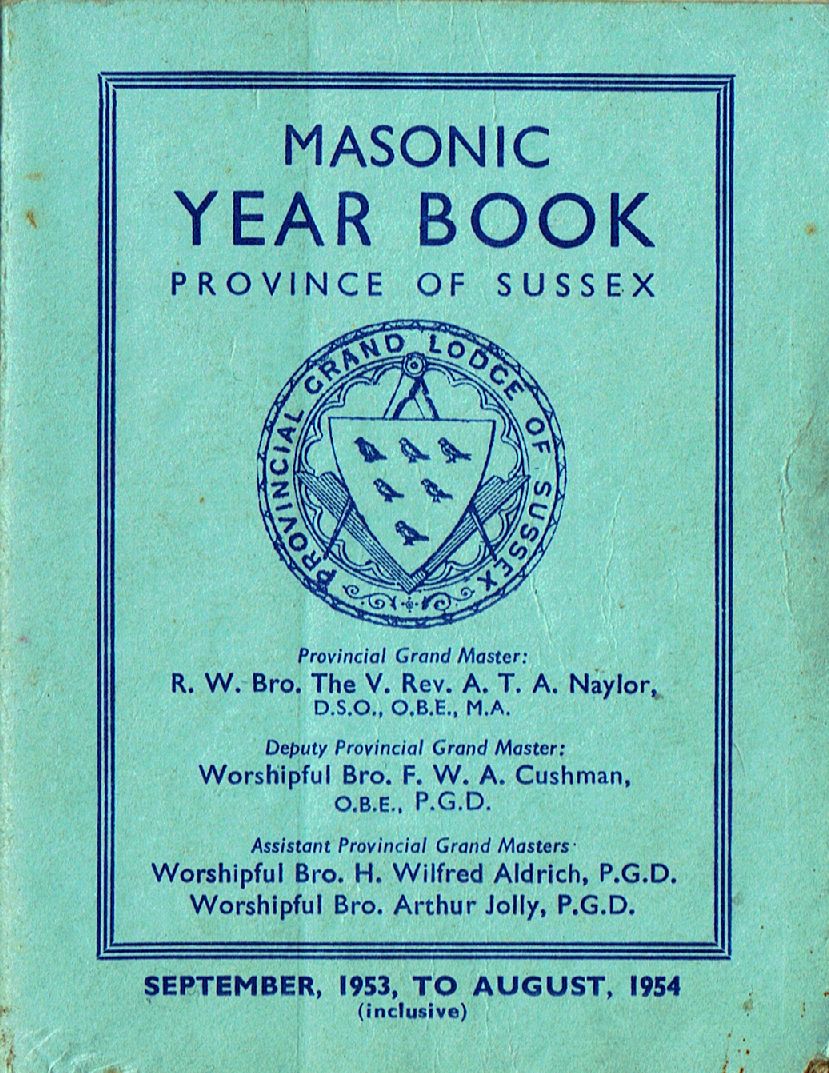 MASONIC
YEAR BOOK
PROVINCE OF SUSSEX
PROVINCIAL GRAND LODGE OF SUSSEX
Provincial Grand Master:
R. W. Bro. The V. Rev. A. T. A. Naylor,
D.S.O., O.B.E., M.A.
Deputy Provincial Grand Master:
Worshipful Bro. F. W. A. Cushman,
O.B.E., P.G.D.
Assistant Provincial Grand Masters·
Worshipful Bro. H. Wilfred Aldrich, P.G.D.
Worshipful Bro. Arthur Jolly, P.G.D.
SEPTEMBER, 1953, TO AUGUST, 1954
(inclusive)